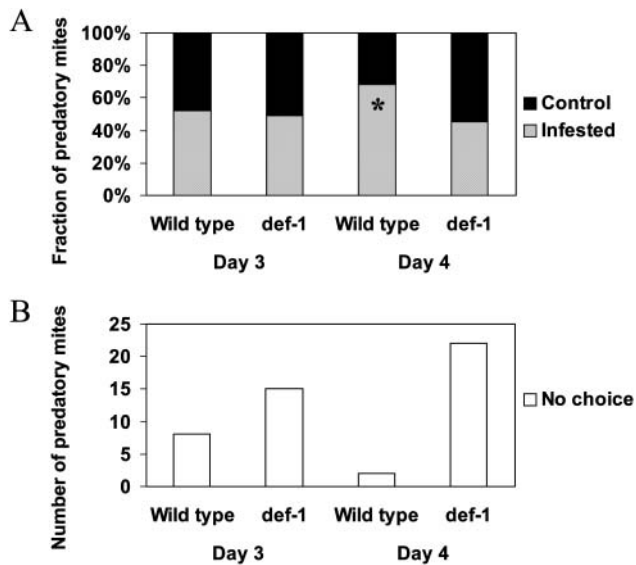 A
Fraction of predatory mites
100%
80%
60%
40%
20%
0%
*
Control
Infested
Wild type def-1 Wild type def-1
Day 3 Day 4
B
Number of predatory mites
25
20
15
10
5
0
No choice
Wild type def-1 Wild type def-1
Day 3 Day 4